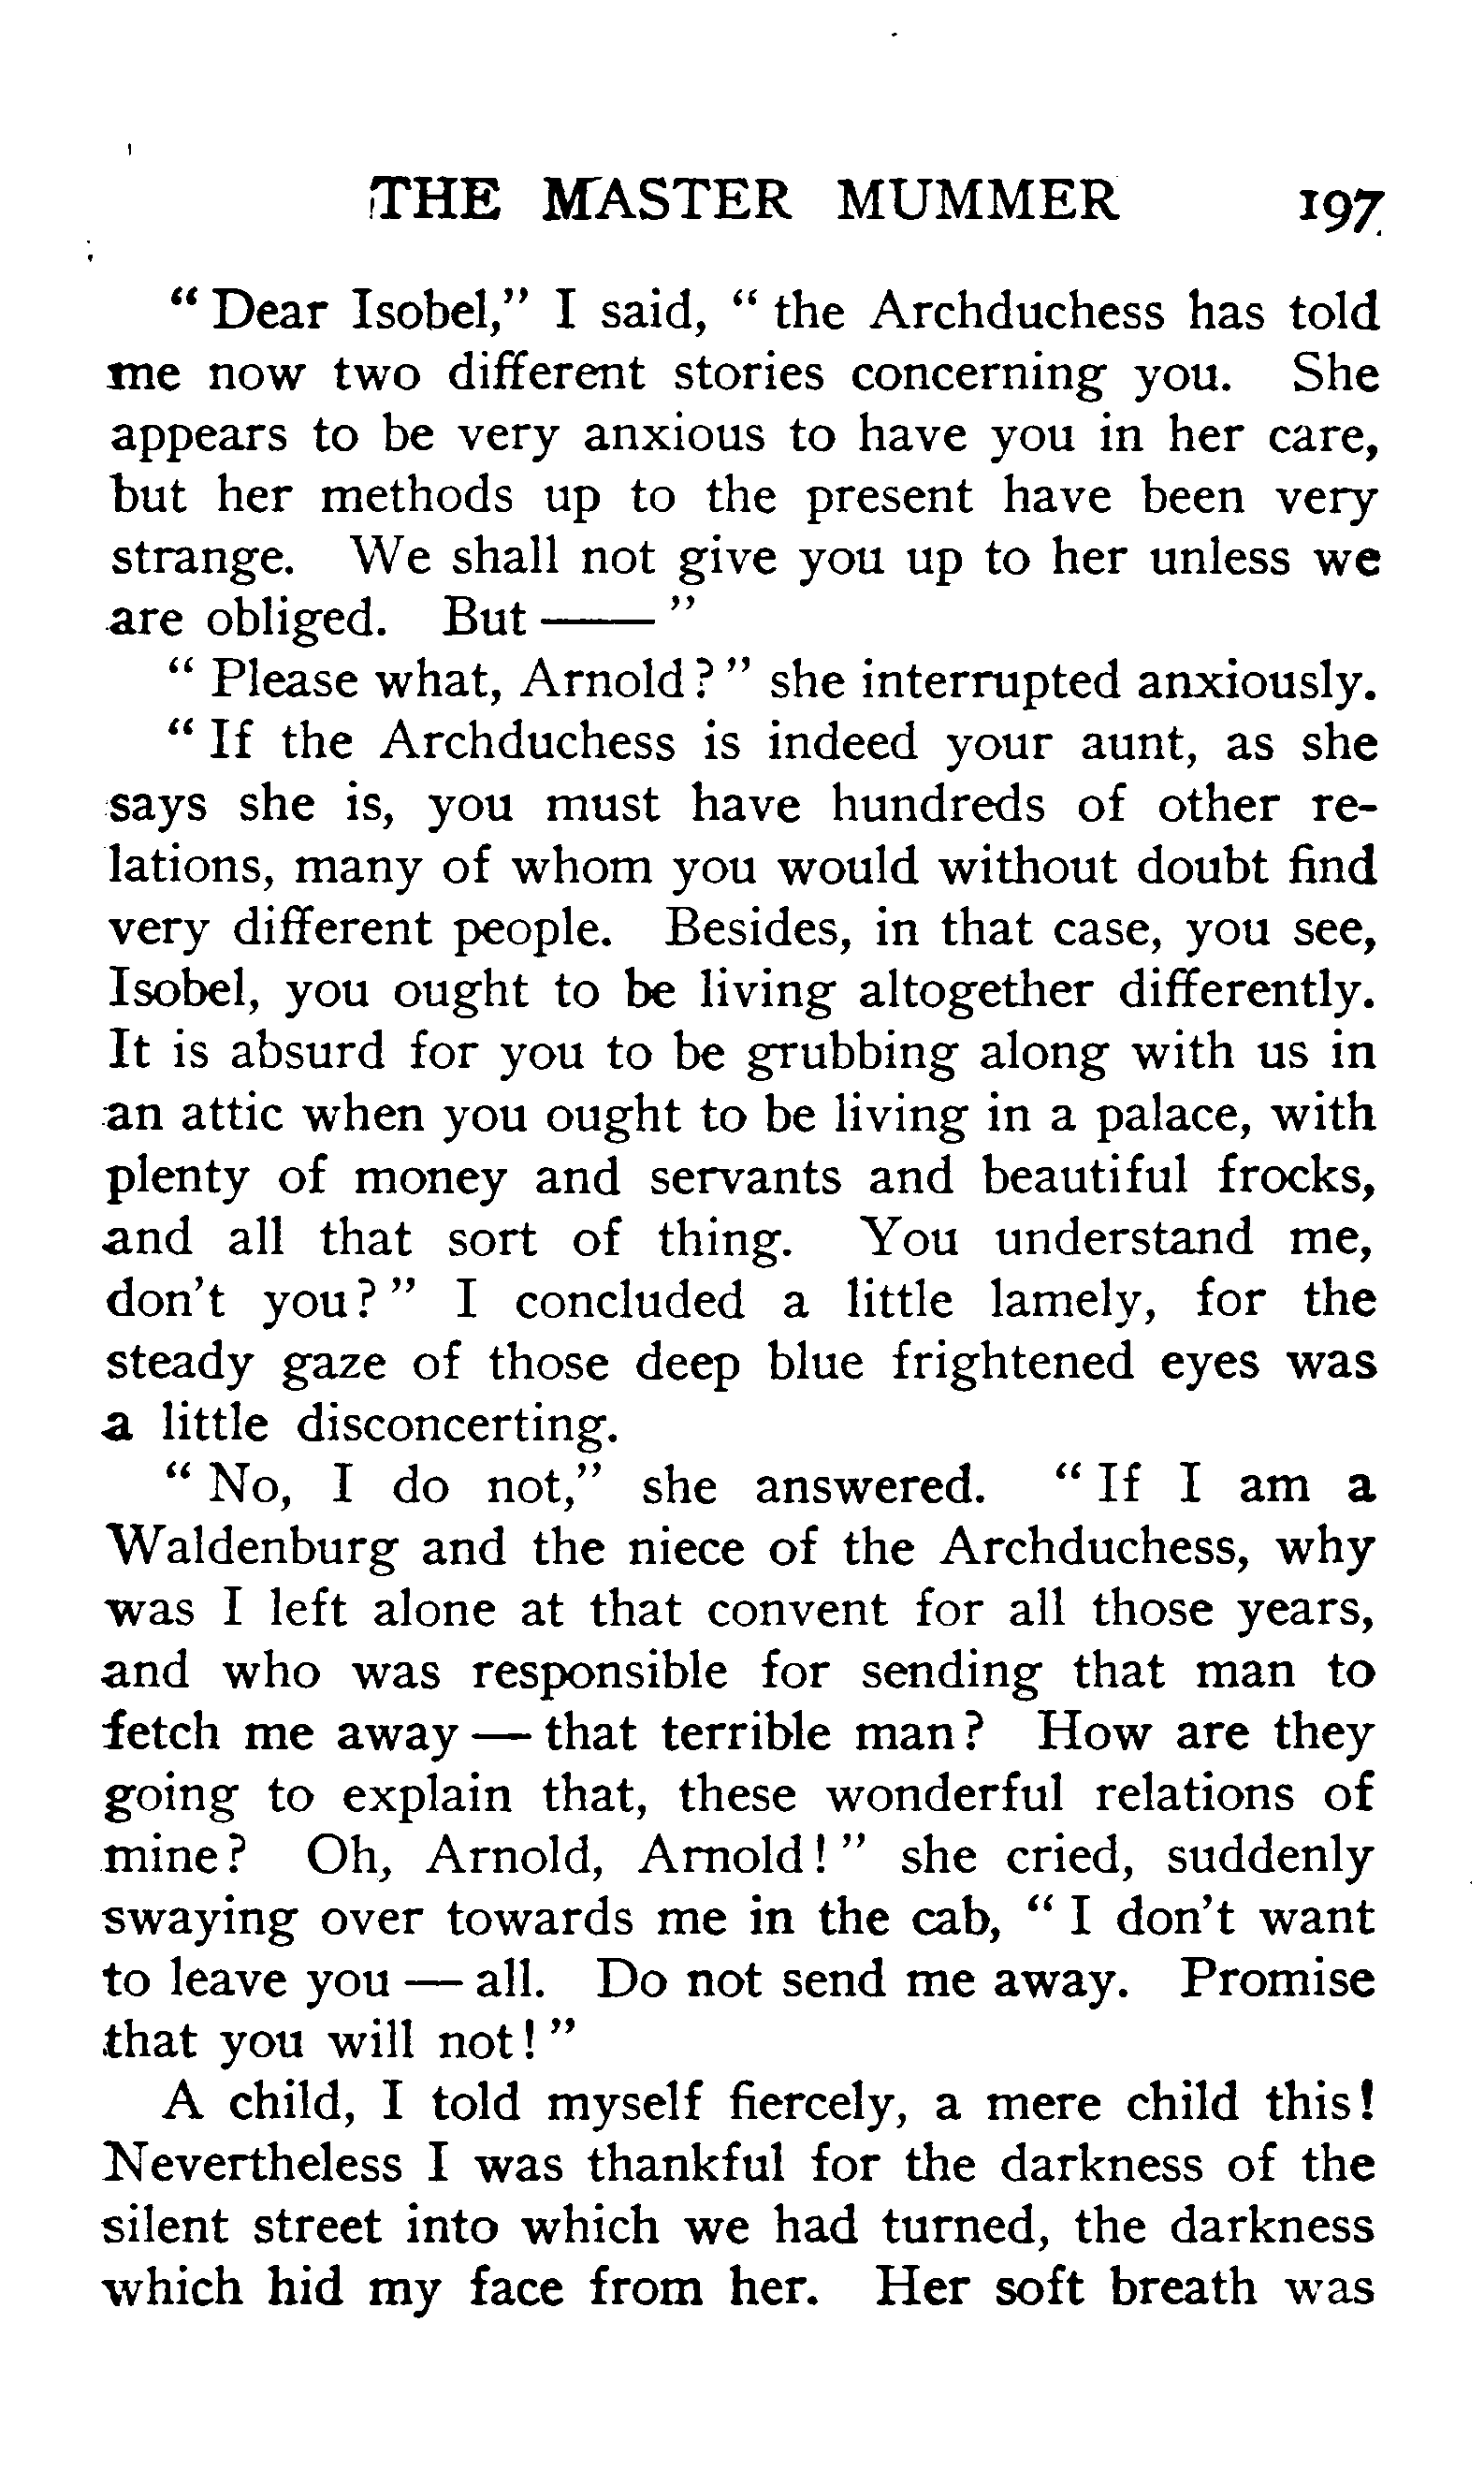 THE MASTER MUMMER 197
" Dear Isobel," I said, " the Archduchess has told
me now two different stories concerning you. She
appears to be very anxious to have you in her care,
but her methods up to the present have been very
strange. We shall not give you up to her unless we
are obliged. But —— "
" Please what, Arnold ? " she interrupted anxiously.
" If the Archduchess is indeed your aunt, as she
says she is, you must have hundreds of other re-
lations, many of whom you would without doubt find
very different people. Besides, in that case, you see,
Isobel, you ought to be living altogether differently.
It is absurd for you to be grubbing along with us in
an attic when you ought to be living in a palace, with
plenty of money and servants and beautiful frocks,
and all that sort of thing. You understand me,
don't you ? " I concluded a little lamely, for the
steady gaze of those deep blue frightened eyes was
a little disconcerting.
" No, I do not," she answered. " If I am a
Waldenburg and the niece of the Archduchess, why
was I left alone at that convent for all those years,
and who was responsible for sending that man to
fetch me away — that terrible man ? How are they
going to explain that, these wonderful relations of
mine ? Oh, Arnold, Arnold ! " she cried, suddenly
swaying over towards me in the cab, " I don't want
to leave you — all. Do not send me away. Promise
that you will not ! "
A child, I told myself fiercely, a mere child this !
Nevertheless I was thankful for the darkness of the
silent street into which we had turned, the darkness
which hid my face from her. Her soft breath was